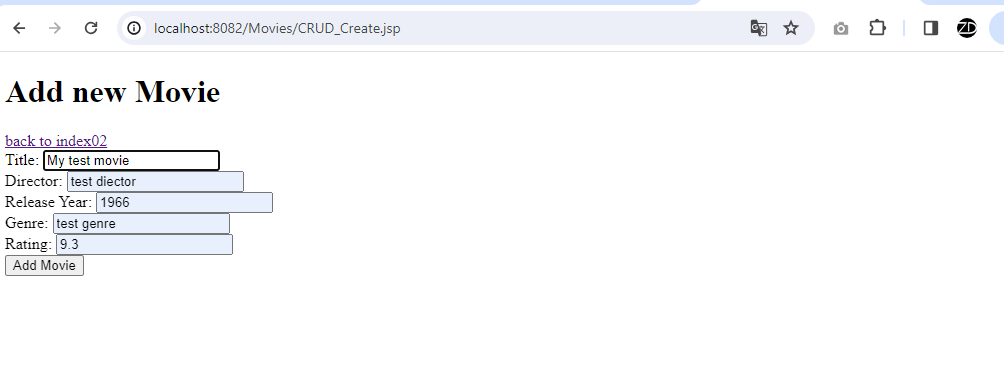 localhost:8082/Movies/CRUD_Create.jsp
ZD
Add new Movie
back to index02
Title: My test movie
Director: test diector
Release Year: 1966
Genre: test genre
Rating: 9.3
Add Movie